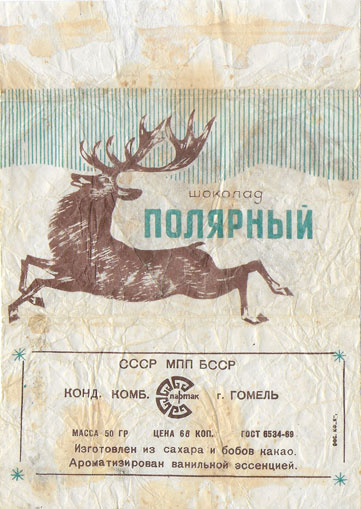 шоколад
ПОЛЯРНЫЙ
СССР МПП БССР
КОНД. КОМБ. Спартак г. ГОМЕЛЬ
МАССА 50 ГР ЦЕНА 68 КОП. ГОСТ 6534-69
Изготовлен из сахара и бобов какао.
Ароматизирован ванильной эссенцией.